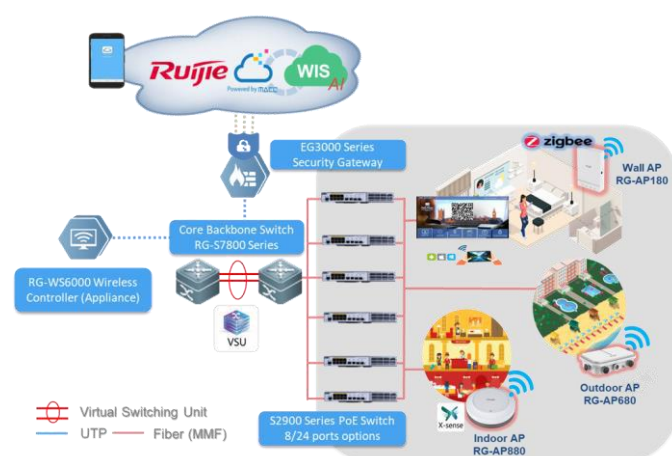 Ruijie
Powered by MACC
WIS
AI
EG3000 Series
Security Gateway
zigbee
Wall AP
RG-AP180
Core Backbone Switch
RG-S7800 Series
RG-WS6000 Wireless
Controller (Appliance)
VSU
Outdoor AP
RG-AP680
X-sense
Indoor AP
RG-AP880
S2900 Series PoE Switch
8/24 ports options
Virtual Switching Unit
UTP
Fiber (MMF)